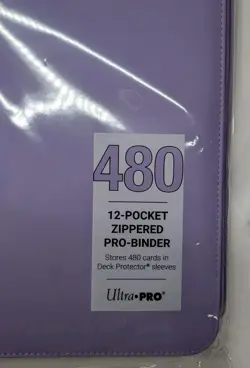 480
12-POCKET
ZIPPERED
PRO-BINDER
Stores 480 cards in
Deck Protector® sleeves
Ultra•PRO®